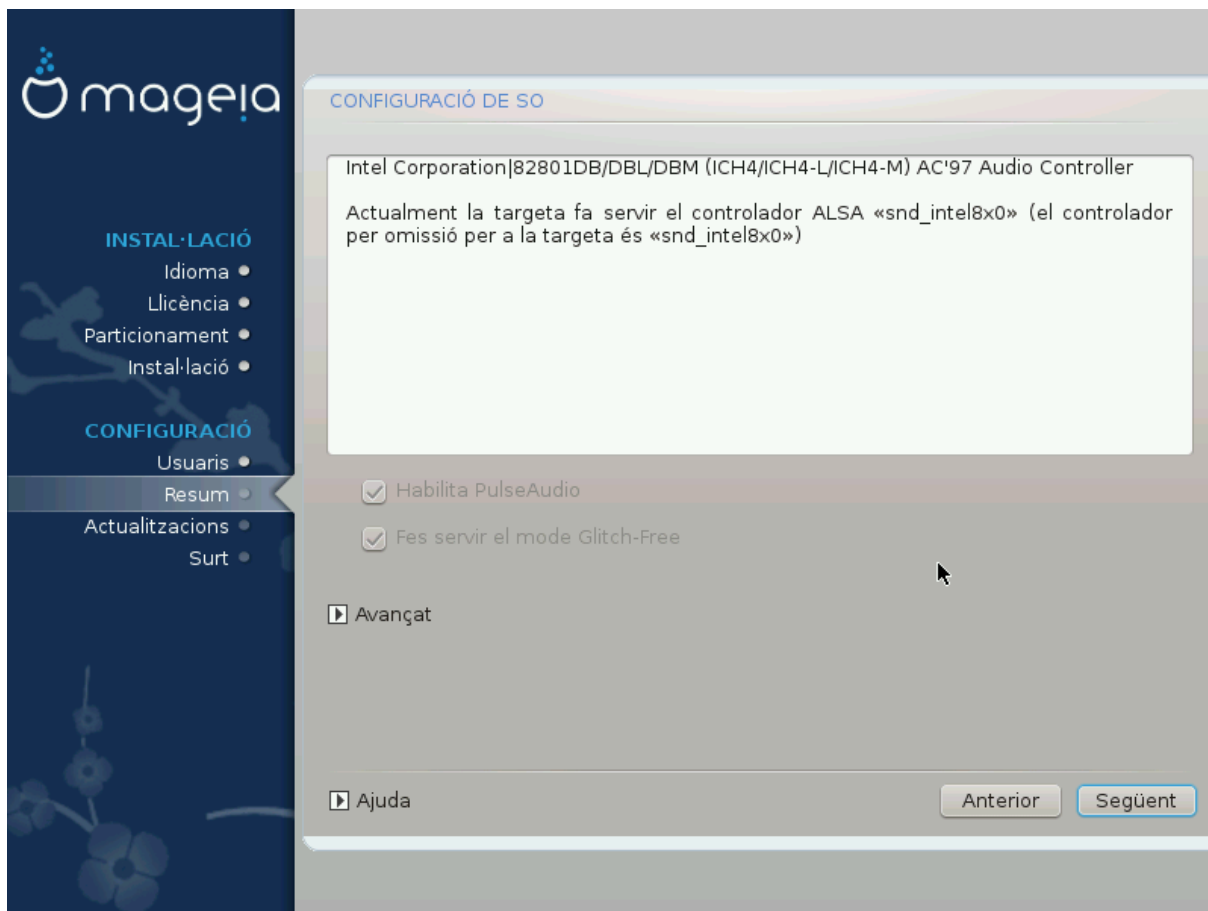 mageia
INSTAL·LACIÓ
Idioma
Llicència
Particionament
Instal·lació
CONFIGURACIÓ
Usuaris
Resum
Actualitzacions
Surt
CONFIGURACIÓ DE SO
Intel Corporation|82801DB/DBL/DBM (ICH4/ICH4-L/ICH4-M) AC'97 Audio Controller
Actualment la targeta fa servir el controlador ALSA «snd_intel8x0» (el controlador
per omissió per a la targeta és «snd_intel8x0»)
Habilita PulseAudio
Fes servir el mode Glitch-Free
Avançat
Ajuda
Anterior
Següent